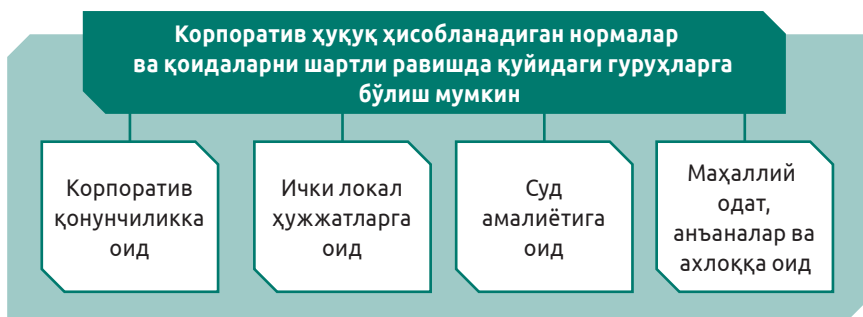 Корпоратив ҳуқуқ ҳисобланадиган нормалар
ва қоидаларни шартли равишда қуйидаги гуруҳларга
бўлиш мумкин
Корпоратив
қонунчиликка
оид
Ички локал
ҳужжатларга
оид
Суд
амалиётига
оид
Маҳаллий
одат,
анъаналар ва
ахлоққа оид